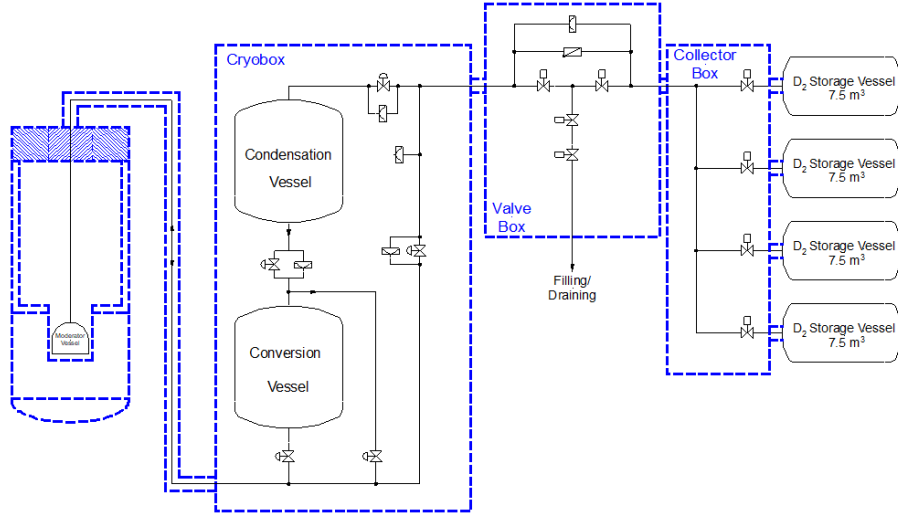 Cryobox
Condensation
Vessel
Conversion
Vessel
Moderator
Vessel
Valve
Box
Filling/
Draining
Collector
Box
D2 Storage Vessel
7.5 m3
D2 Storage Vessel
7.5 m3
D2 Storage Vessel
7.5 m3
D2 Storage Vessel
7.5 m3